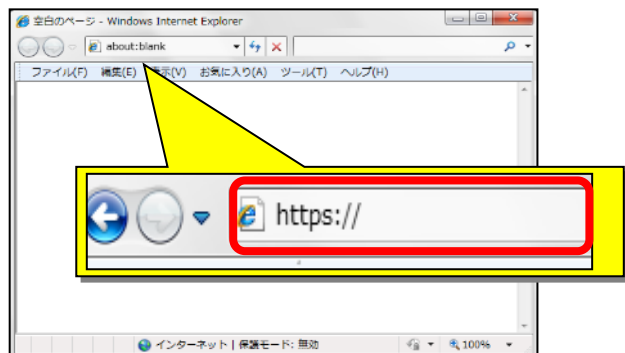 空白のページ - Windows Internet Explorer
about:blank
ファイル(F) 編集(E) 表示(V) お気に入り(A) ツール(T) ヘルプ(H)
https://
インターネット | 保護モード: 無効 100%